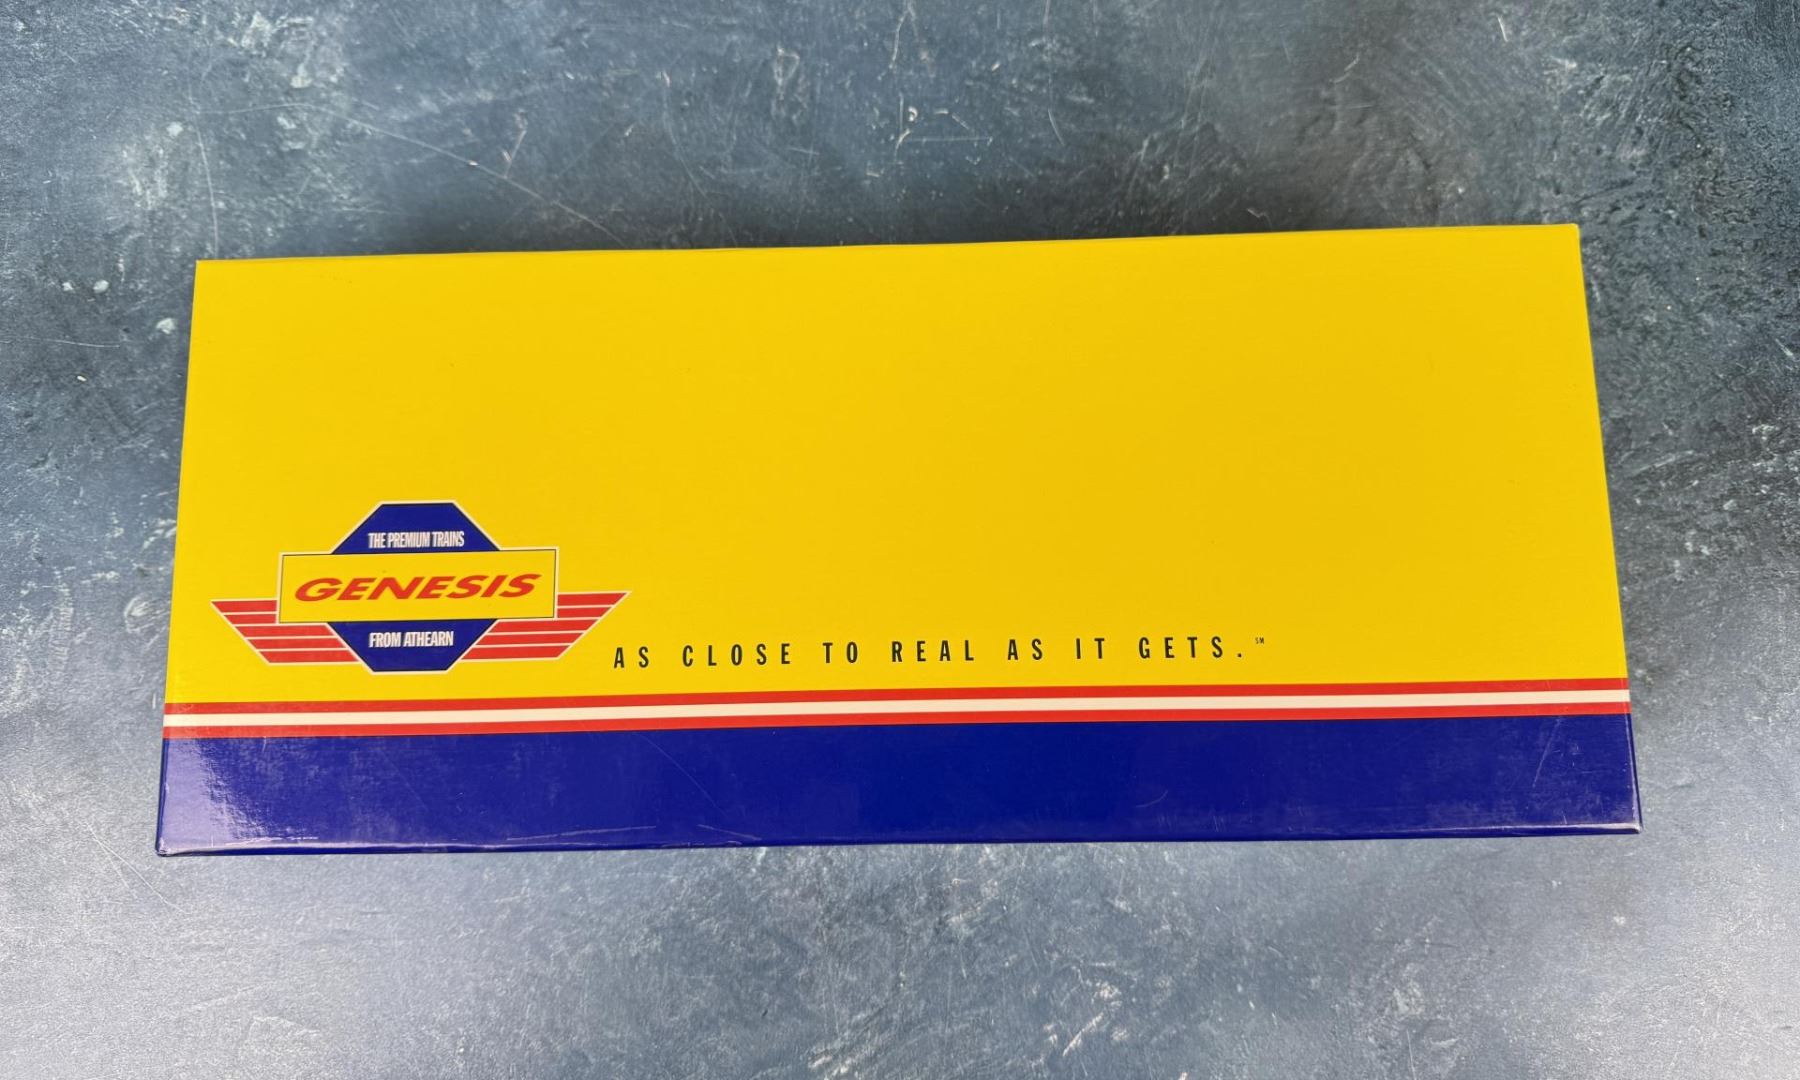 THE PREMIUM TRAINS
GENESIS
FROM ATHEARN
AS CLOSE TO REAL AS IT GETS.℠